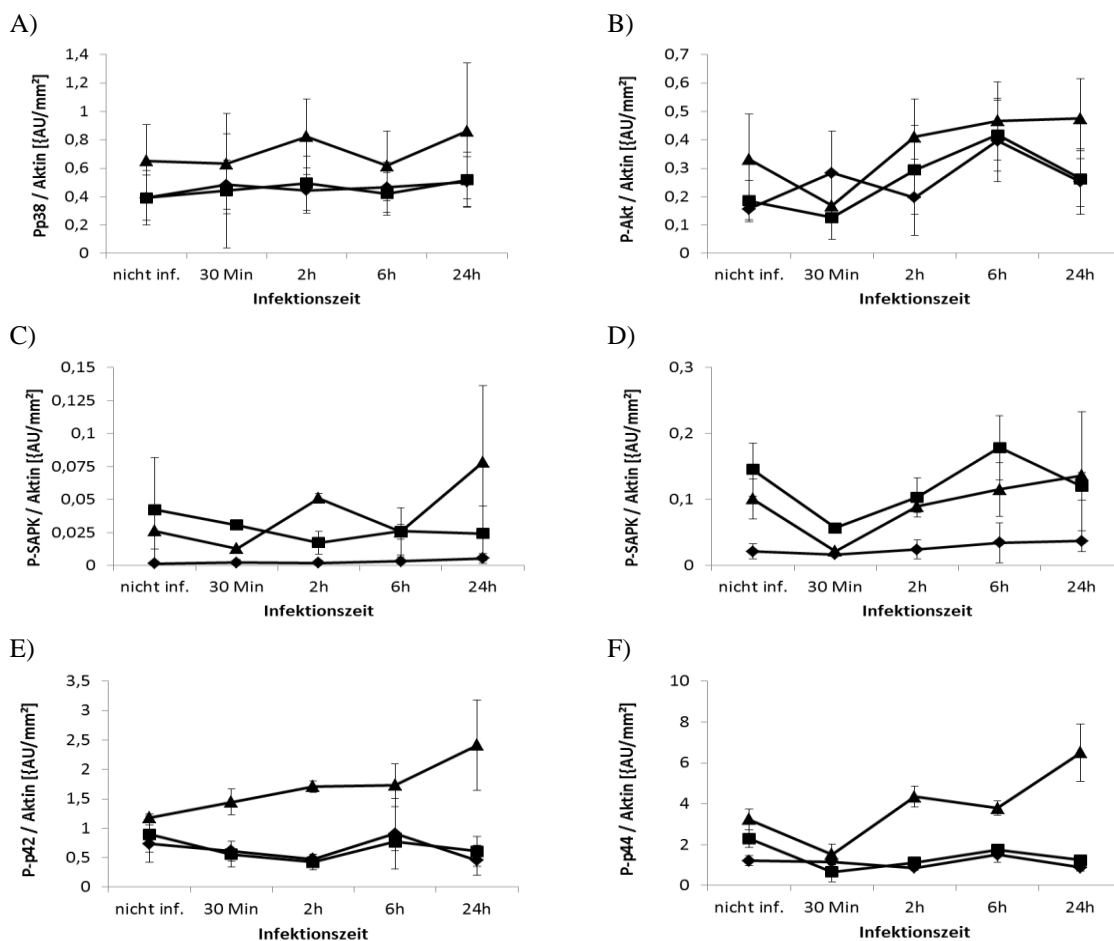 A)
Pp38 / Aktin [{AU/mm²]
1,4
1,2
1
0,8
0,6
0,4
0,2
0
nicht inf. 30 Min 2h 6h 24h
Infektionszeit
B)
P-Akt / Aktin [{AU/mm²]
0,7
0,6
0,5
0,4
0,3
0,2
0,1
0
nicht inf. 30 Min 2h 6h 24h
Infektionszeit
C)
P-SAPK / Aktin [{AU/mm²]
0,15
0,125
0,1
0,075
0,05
0,025
0
nicht inf. 30 Min 2h 6h 24h
Infektionszeit
D)
P-SAPK / Aktin [{AU/mm²]
0,3
0,2
0,1
0
nicht inf. 30 Min 2h 6h 24h
Infektionszeit
E)
P-p42 / Aktin [{AU/mm²]
3,5
3
2,5
2
1,5
1
0,5
0
nicht inf. 30 Min 2h 6h 24h
Infektionszeit
F)
P-p44 / Aktin [{AU/mm²]
10
8
6
4
2
0
nicht inf. 30 Min 2h 6h 24h
Infektionszeit